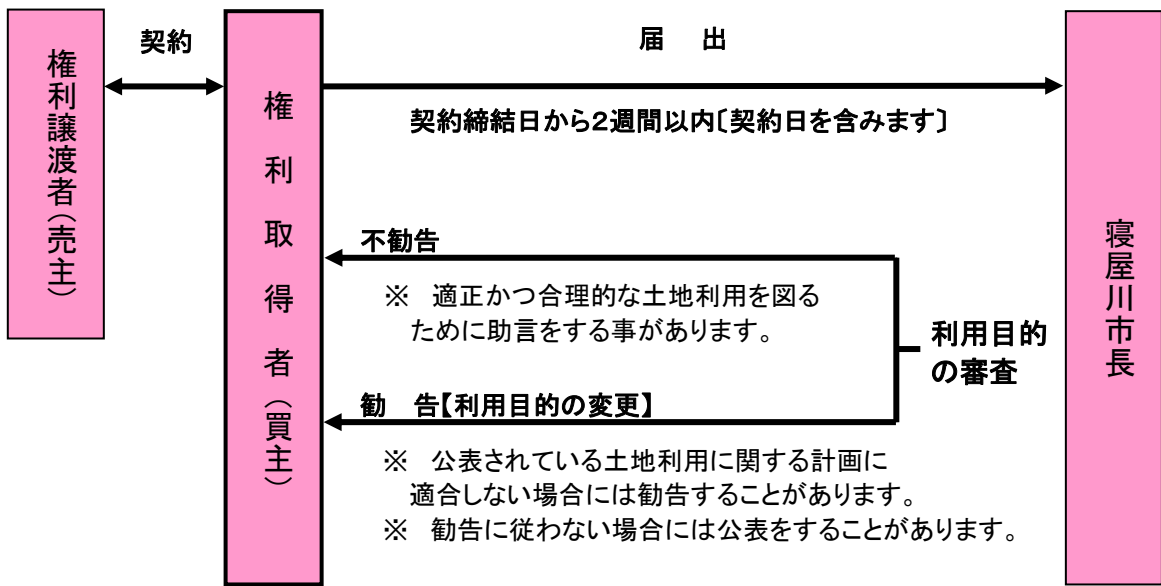 権利譲渡者（売主）
契約
権利取得者（買主）
届　出
契約締結日から２週間以内〔契約日を含みます〕
不勧告
※　適正かつ合理的な土地利用を図る
ために助言をする事があります。
利用目的
の審査
勧　告【利用目的の変更】
※　公表されている土地利用に関する計画に
適合しない場合には勧告することがあります。
※　勧告に従わない場合には公表をすることがあります。
寝屋川市長